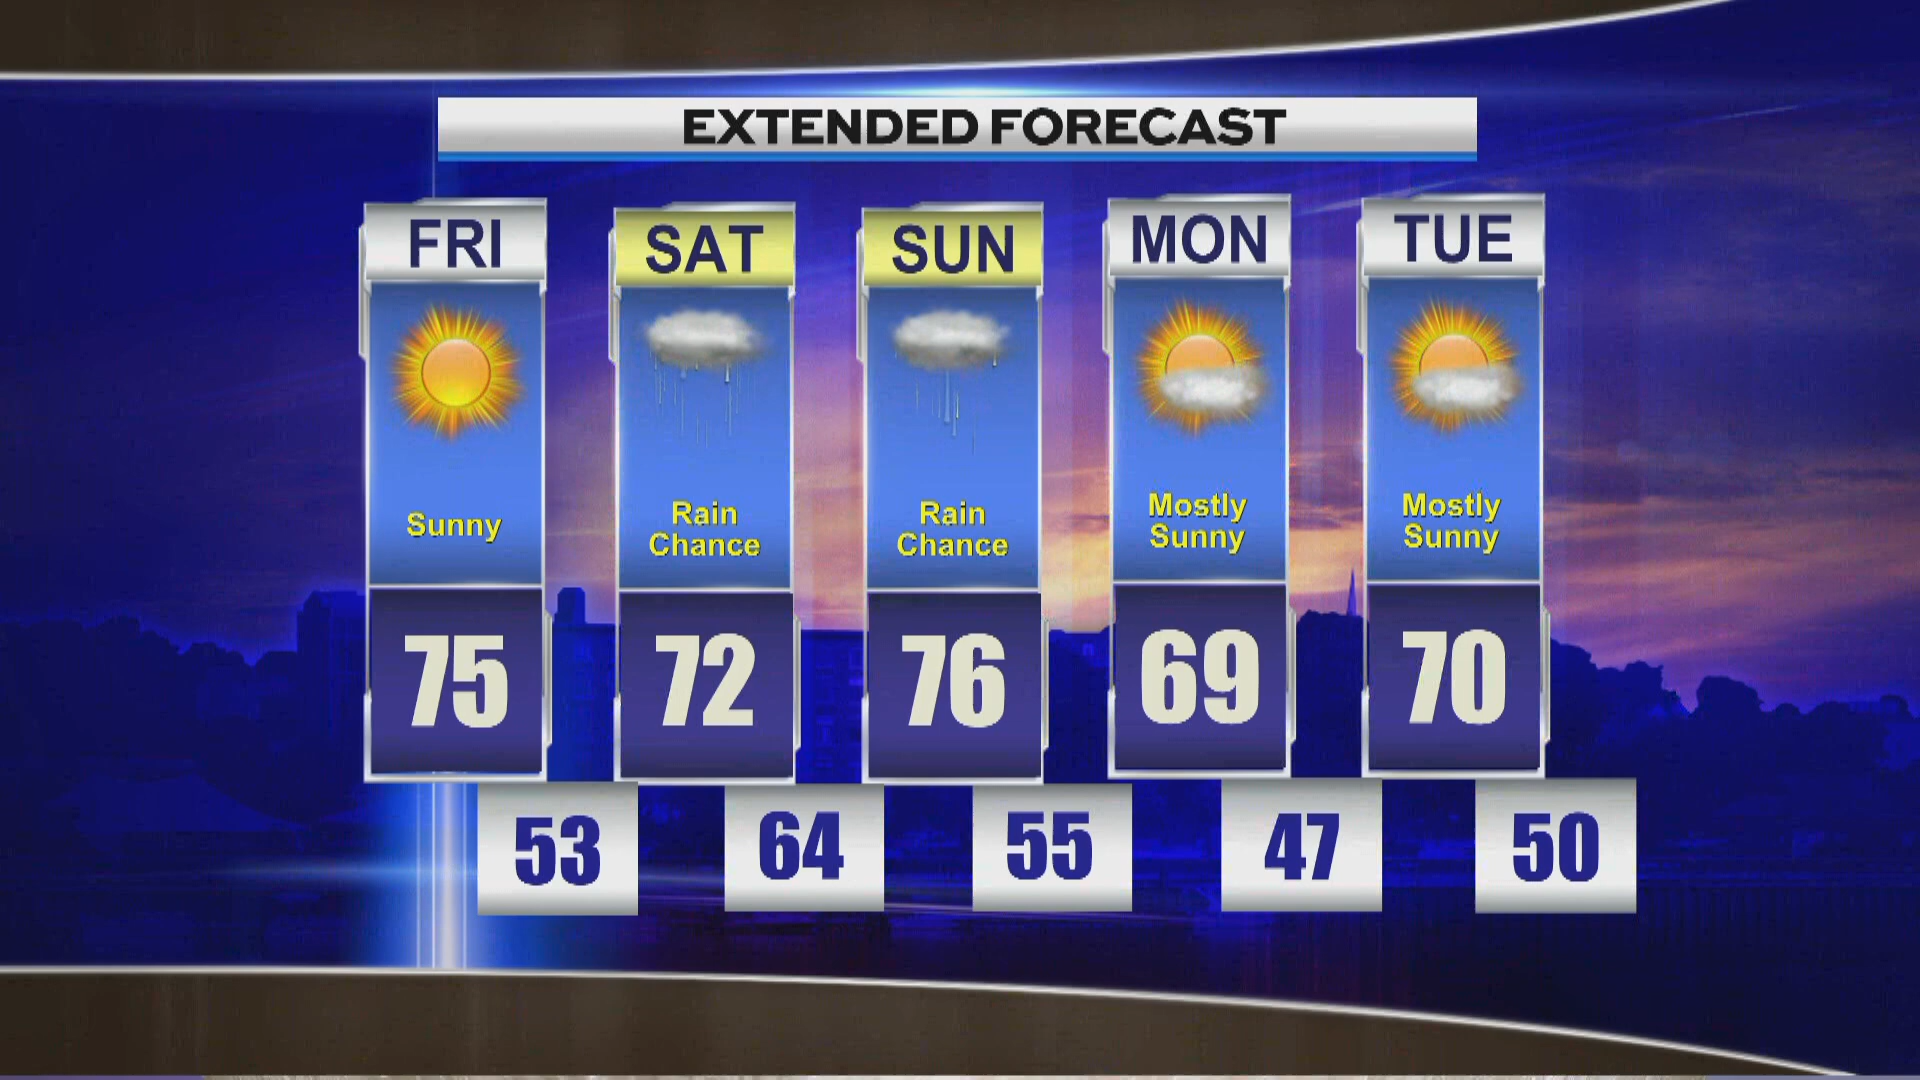 EXTENDED FORECAST
FRI
SAT
SUN
MON
TUE
Sunny
Rain
Chance
Rain
Chance
Mostly
Sunny
Mostly
Sunny
75
72
76
69
70
53
64
55
47
50